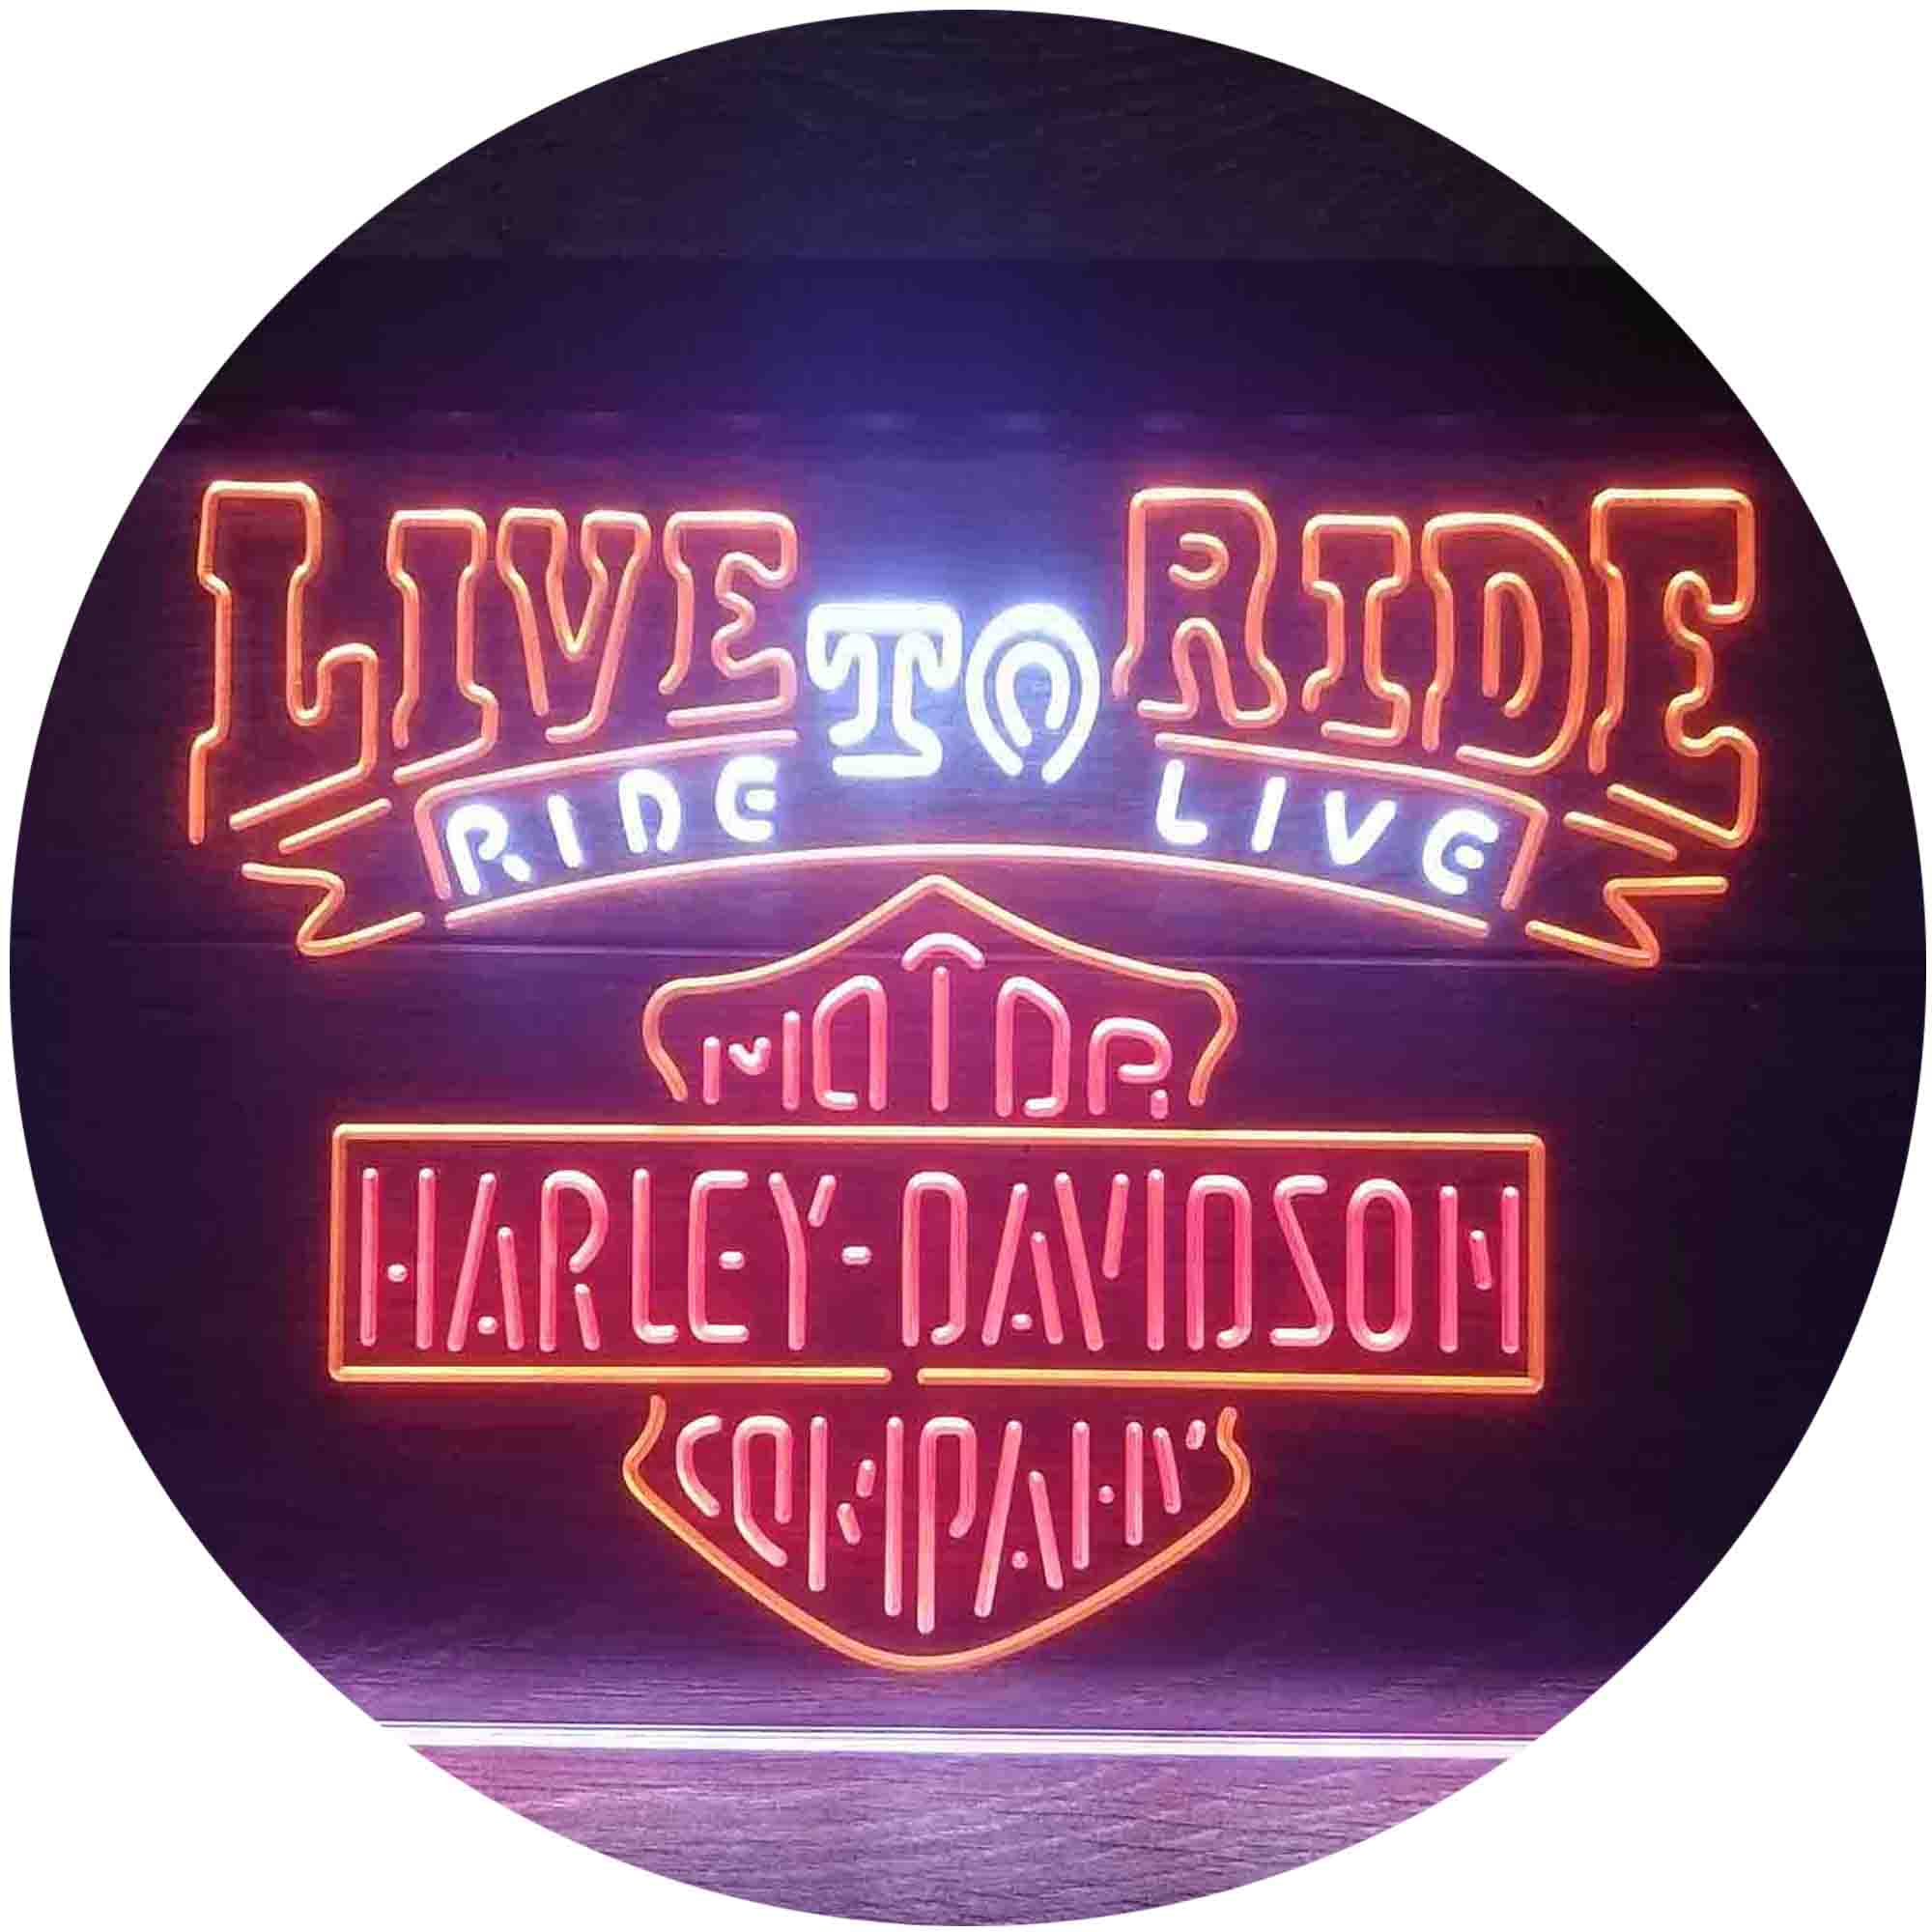 LIVE TO RIDE
RIDE LIVE
MOTOR
HARLEY-DAVIDSON
COMPANY